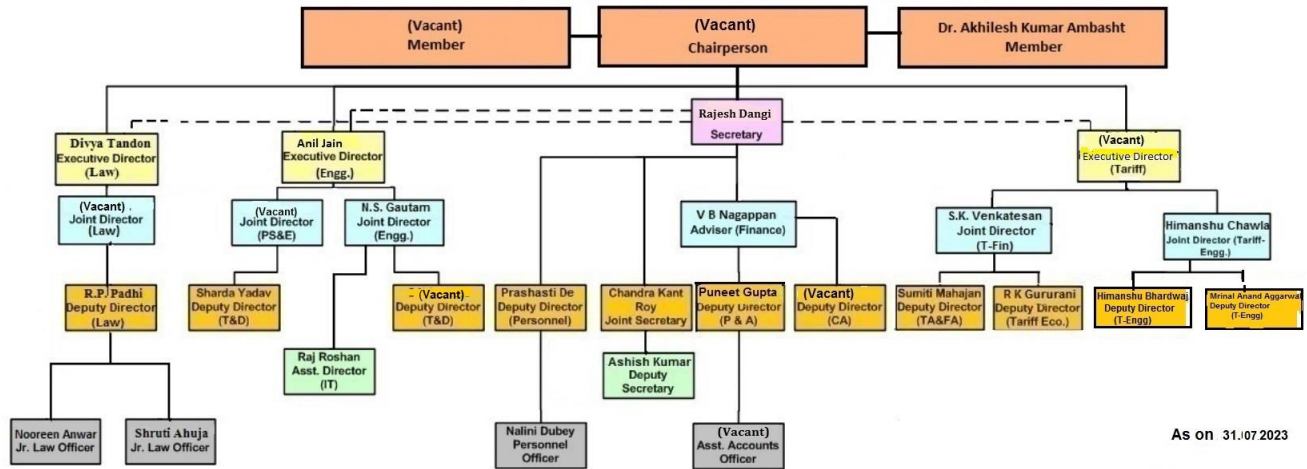 (Vacant)
Member
(Vacant)
Chairperson
Dr. Akhilesh Kumar Ambasht
Member
Rajesh Dangi
Secretary
Divya Tandon
Executive Director
(Law)
Anil Jain
Executive Director
(Engg.)
(Vacant)
Executive Director
(Tariff)
(Vacant) .
Joint Director
(Law)
(Vacant)
Joint Director
(PS&E)
N.S. Gautam
Joint Director
(Engg.)
V B Nagappan
Adviser (Finance)
S.K. Venkatesan
Joint Director
(T-Fin)
Himanshu Chawla
Joint Director (Tariff-
Engg.)
R.P. Padhi
Deputy Director
(Law)
Sharda Yadav
Deputy Director
(T&D)
(Vacant)
Deputy Director
(T&D)
Prashasti De
Deputy Director
(Personnel)
Chandra Kant
Roy
Joint Secretary
Puneet Gupta
Deputy Director
(P & A)
(Vacant)
Deputy Director
(CA)
Sumiti Mahajan
Deputy Director
(TA&FA)
R K Gururani
Deputy Director
(Tariff Eco.)
Himanshu Bhardwaj
Deputy Director
(T-Engg)
Mrinal Anand Aggarwal
Deputy Director
(T-Engg)
Raj Roshan
Asst. Director
(IT)
Ashish Kumar
Deputy
Secretary
Nooreen Anwar
Jr. Law Officer
Shruti Ahuja
Jr. Law Officer
Nalini Dubey
Personnel
Officer
(Vacant)
Asst. Accounts
Officer
As on 31.07.2023